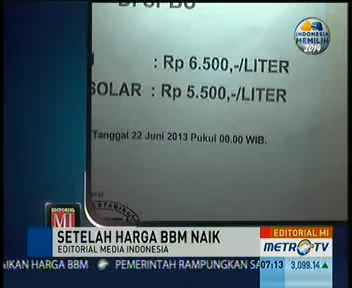 INDONESIA
MEMILIH
2014
: Rp 6.500,-/LITER
SOLAR : Rp 5.500,-/LITER
Tanggal 22 Juni 2013 Pukul 00.00 WIB.
EDITORIAL
MI
SETELAH HARGA BBM NAIK
EDITORIAL MEDIA INDONESIA
EDITORIAL MI
METRO TV
IKAN HARGA BBM PEMERINTAH RAMPUNGKAN SA 07:13 3,099.14